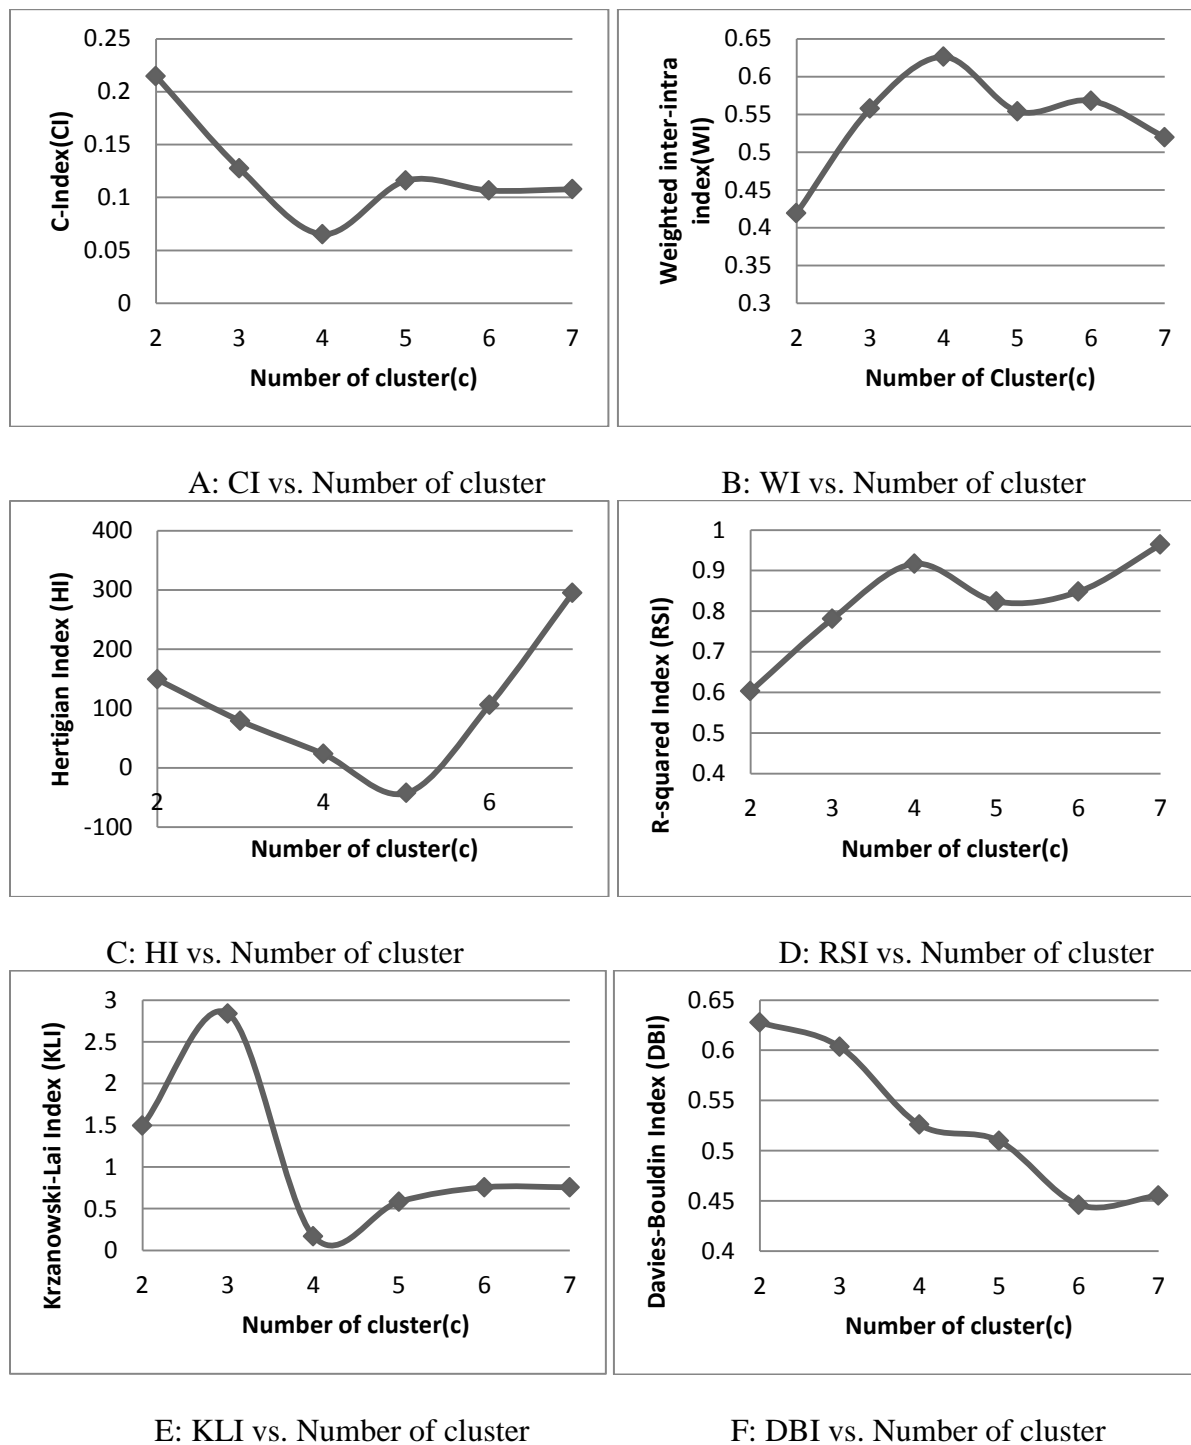 0.25
0.2
0.15
0.1
0.05
0
C-Index(CI)
2 3 4 5 6 7
Number of cluster(c)
0.65
0.6
0.55
0.5
0.45
0.4
0.35
0.3
Weighted inter-intra
index(WI)
2 3 4 5 6 7
Number of Cluster(c)
A: CI vs. Number of cluster
B: WI vs. Number of cluster
400
300
200
100
0
-100
Hertigian Index (HI)
2 4 6
Number of cluster(c)
1
0.9
0.8
0.7
0.6
0.5
0.4
R-squared Index (RSI)
2 3 4 5 6 7
Number of cluster(c)
C: HI vs. Number of cluster
D: RSI vs. Number of cluster
3
2.5
2
1.5
1
0.5
0
Krzanowski-Lai Index (KLI)
2 3 4 5 6 7
Number of cluster(c)
0.65
0.6
0.55
0.5
0.45
0.4
Davies-Bouldin Index (DBI)
2 3 4 5 6 7
Number of cluster(c)
E: KLI vs. Number of cluster
F: DBI vs. Number of cluster